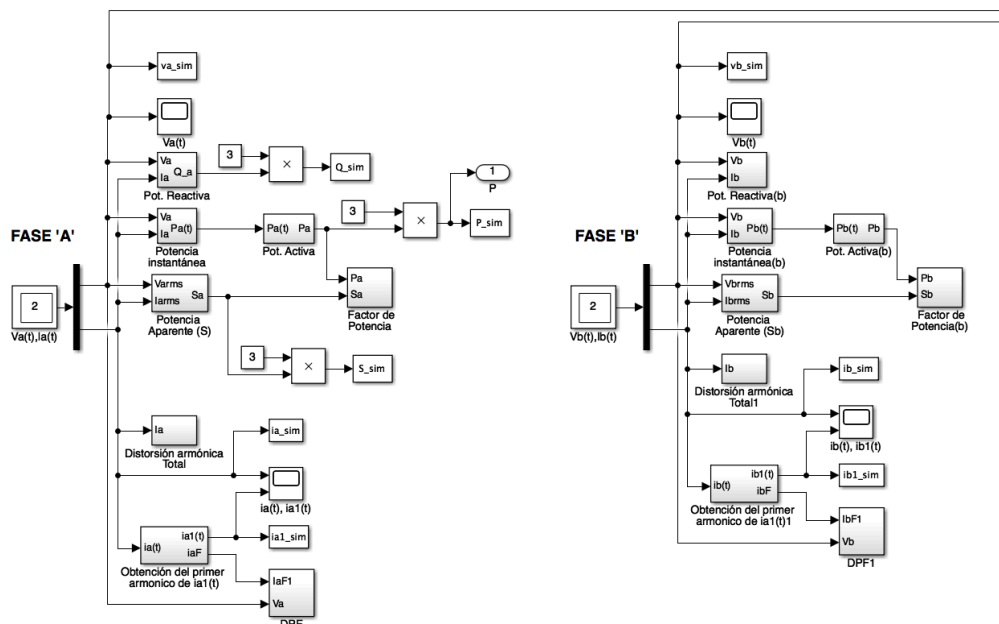 va_sim
Va(t)
3
×
Q_sim
Va
Ia
Q_a
Pot. Reactiva
1
P
3
×
P_sim
Va
Ia
Pa(t)
Potencia
instantánea
Pa(t)
Pa
Pot. Activa
FASE 'A'
2
Va(t),Ia(t)
Varms
Iarms
Sa
Potencia
Aparente (S)
Pa
Sa
Factor de
Potencia
3
×
S_sim
Ia
Distorsión armónica
Total
ia_sim
ia(t), ia1(t)
ia(t)
ia1(t)
iaF
Obtención del primer
armonico de ia1(t)
ia1_sim
IaF1
Va
DPF
vb_sim
Vb(t)
Vb
Ib
Pot. Reactiva(b)
FASE 'B'
Vb
Ib
Pb(t)
Potencia
instantánea(b)
Pb(t)
Pb
Pot. Activa(b)
2
Vb(t),Ib(t)
Vbrms
Ibrms
Sb
Potencia
Aparente (Sb)
Pb
Sb
Factor de
Potencia(b)
Ib
Distorsión armónica
Total1
ib_sim
ib(t), ib1(t)
ib(t)
ib1(t)
ibF
Obtención del primer
armonico de ia1(t)1
ib1_sim
IbF1
Vb
DPF1